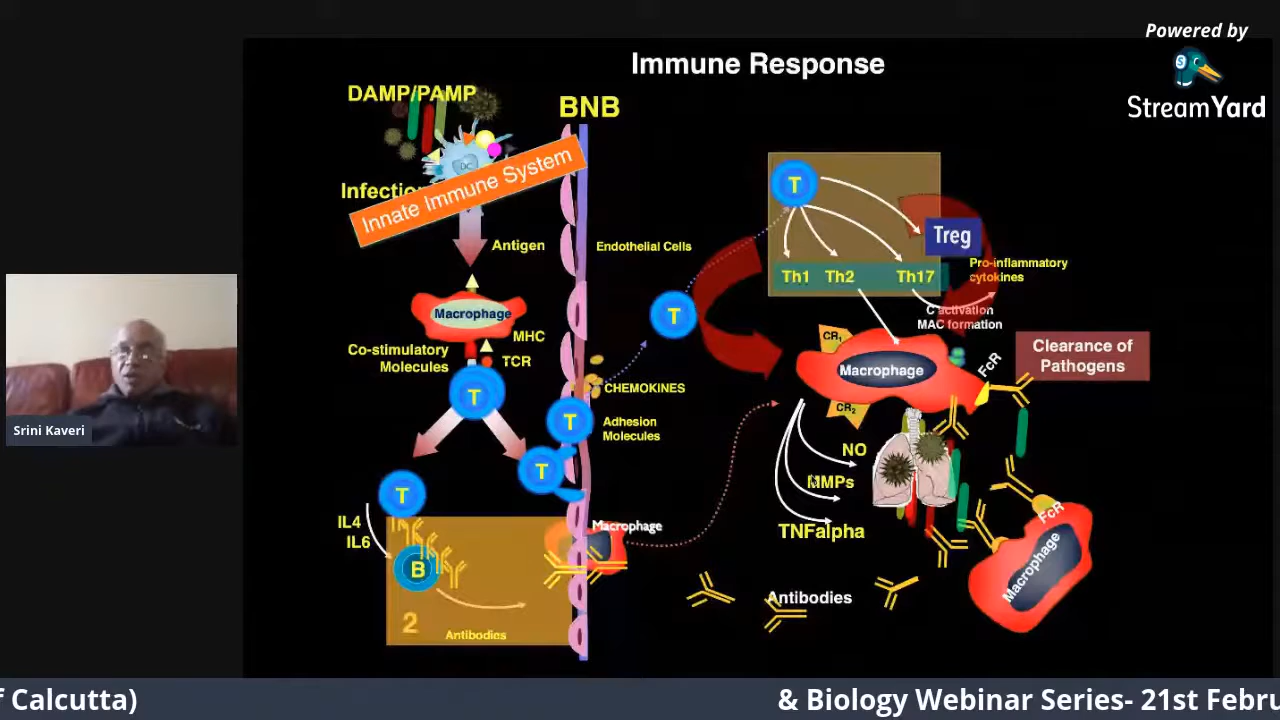 Powered by
StreamYard
Immune Response
DAMP/PAMP
BNB
DC
Innate Immune System
T
Treg
Antigen
Endothelial Cells
Pro-inflammatory
cytokines
Th1
Th2
Th17
C activation
MAC formation
Macrophage
MHC
T
CR1
Clearance of
Pathogens
Co-stimulatory
Molecules
TCR
Macrophage
FcR
CHEMOKINES
T
T
Adhesion
Molecules
CR2
NO
T
T
MMPs
IL4
IL6
Macrophage
TNFalpha
FcR
B
Macrophage
2
Antibodies
Antibodies
Srini Kaveri
f Calcutta)
& Biology Webinar Series- 21st Febru